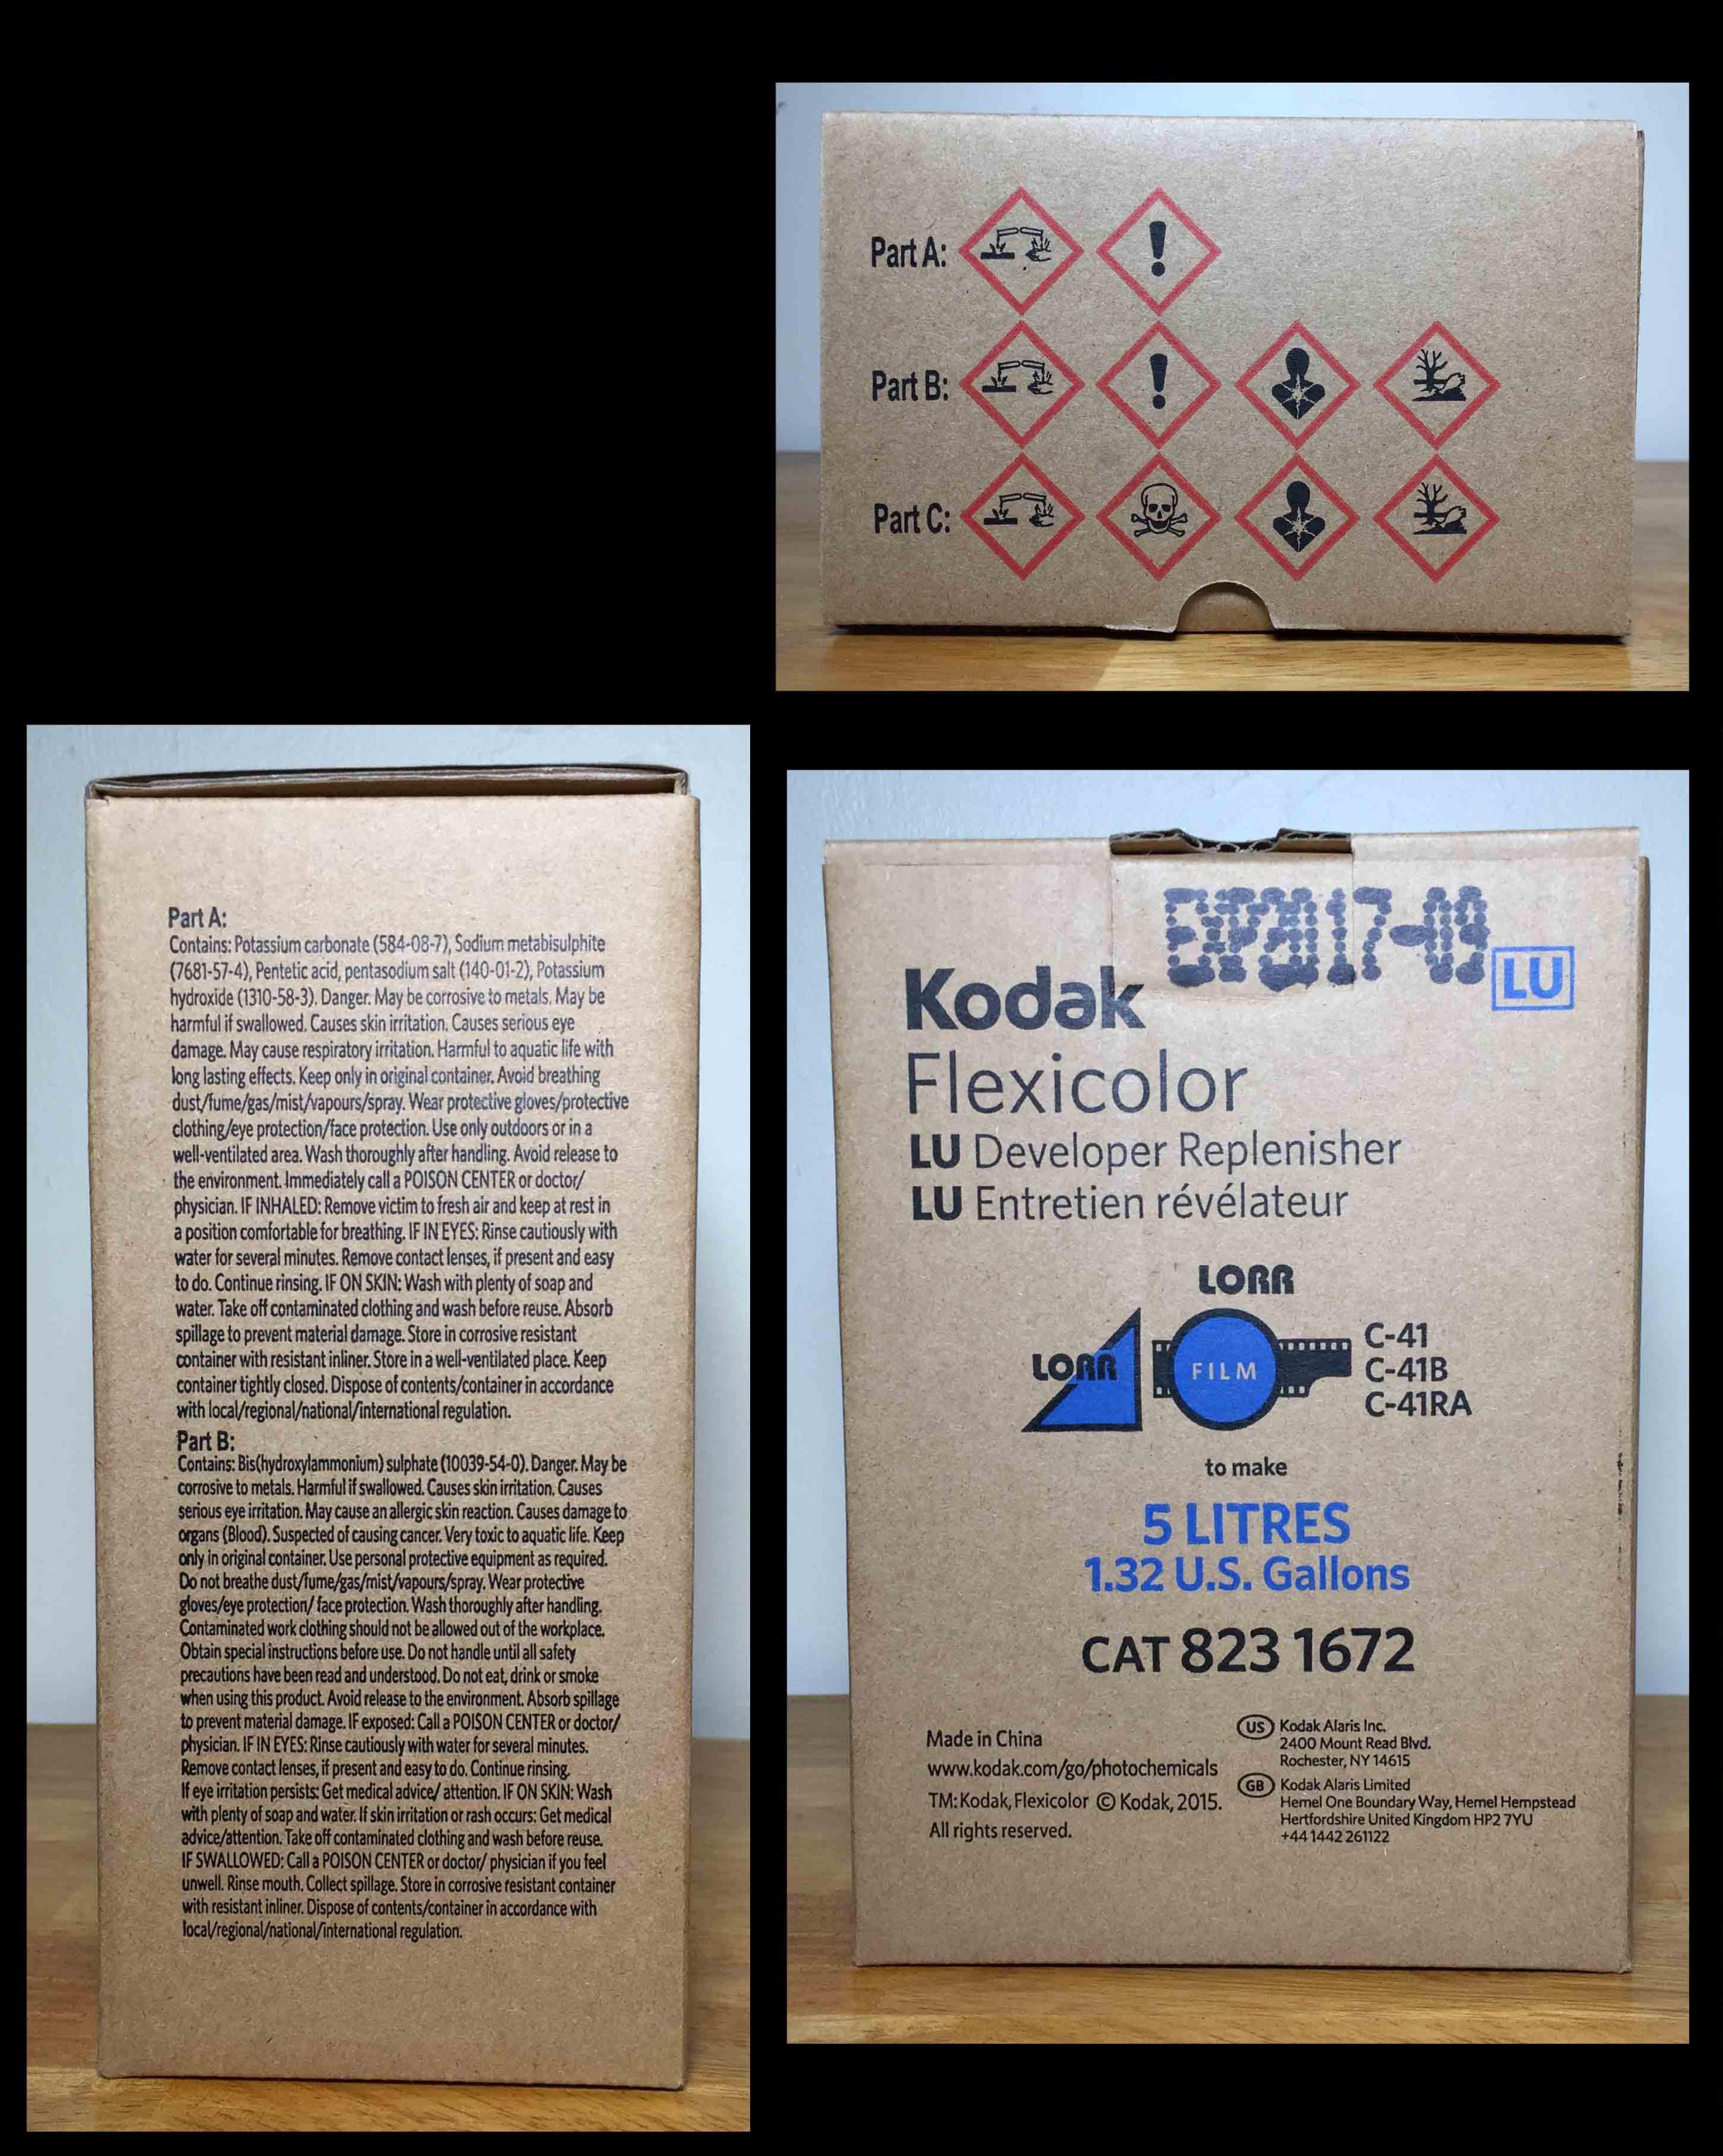 Part A:
Part B:
Part C:
Part A:
Contains: Potassium carbonate (584-08-7), Sodium metabisulphite
(7681-57-4), Pentetic acid, pentasodium salt (140-01-2), Potassium
hydroxide (1310-58-3). Danger. May be corrosive to metals. May be
harmful if swallowed. Causes skin irritation. Causes serious eye
damage. May cause respiratory irritation. Harmful to aquatic life with
long lasting effects. Keep only in original container. Avoid breathing
dust/fume/gas/mist/vapours/spray. Wear protective gloves/protective
clothing/eye protection/face protection. Use only outdoors or in a
well-ventilated area. Wash thoroughly after handling. Avoid release to
the environment. Immediately call a POISON CENTER or doctor/
physician. IF INHALED: Remove victim to fresh air and keep at rest in
a position comfortable for breathing. IF IN EYES: Rinse cautiously with
water for several minutes. Remove contact lenses, if present and easy
to do. Continue rinsing. IF ON SKIN: Wash with plenty of soap and
water. Take off contaminated clothing and wash before reuse. Absorb
spillage to prevent material damage. Store in corrosive resistant
container with resistant inliner. Store in a well-ventilated place. Keep
container tightly closed. Dispose of contents/container in accordance
with local/regional/national/international regulation.
Part B:
Contains: Bis(hydroxylammonium) sulphate (10039-54-0). Danger. May be
corrosive to metals. Harmful if swallowed. Causes skin irritation. Causes
serious eye irritation. May cause an allergic skin reaction. Causes damage to
organs (Blood). Suspected of causing cancer. Very toxic to aquatic life. Keep
only in original container. Use personal protective equipment as required.
Do not breathe dust/fume/gas/mist/vapours/spray. Wear protective
gloves/eye protection/ face protection. Wash thoroughly after handling.
Contaminated work clothing should not be allowed out of the workplace.
Obtain special instructions before use. Do not handle until all safety
precautions have been read and understood. Do not eat, drink or smoke
when using this product. Avoid release to the environment. Absorb spillage
to prevent material damage. IF exposed: Call a POISON CENTER or doctor/
physician. IF IN EYES: Rinse cautiously with water for several minutes.
Remove contact lenses, if present and easy to do. Continue rinsing.
If eye irritation persists: Get medical advice/ attention. IF ON SKIN: Wash
with plenty of soap and water. If skin irritation or rash occurs: Get medical
advice/attention. Take off contaminated clothing and wash before reuse.
IF SWALLOWED: Call a POISON CENTER or doctor/ physician if you feel
unwell. Rinse mouth. Collect spillage. Store in corrosive resistant container
with resistant inliner. Dispose of contents/container in accordance with
local/regional/national/international regulation.
EXP2017-09
LU
Kodak
Flexicolor
LU Developer Replenisher
LU Entretien révélateur
LORR
LORR
FILM
C-41
C-41B
C-41RA
to make
5 LITRES
1.32 U.S. Gallons
CAT 823 1672
Made in China
www.kodak.com/go/photochemicals
TM: Kodak, Flexicolor © Kodak, 2015.
All rights reserved.
US Kodak Alaris Inc.
2400 Mount Read Blvd.
Rochester, NY 14615
GB Kodak Alaris Limited
Hemel One Boundary Way, Hemel Hempstead
Hertfordshire United Kingdom HP2 7YU
+44 1442 261122